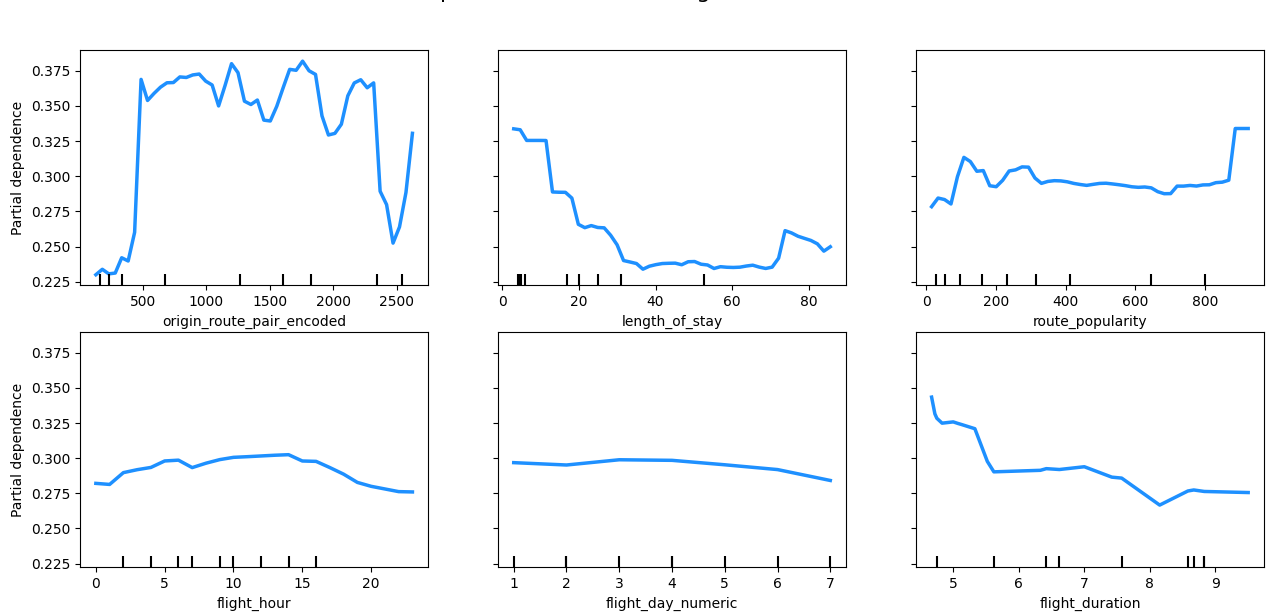 0.375
0.350
0.325
0.300
0.275
0.250
0.225
Partial dependence
500 1000 1500 2000 2500
origin_route_pair_encoded
0 20 40 60 80
length_of_stay
0 200 400 600 800
route_popularity
0.375
0.350
0.325
0.300
0.275
0.250
0.225
Partial dependence
0 5 10 15 20
flight_hour
1 2 3 4 5 6 7
flight_day_numeric
5 6 7 8 9
flight_duration